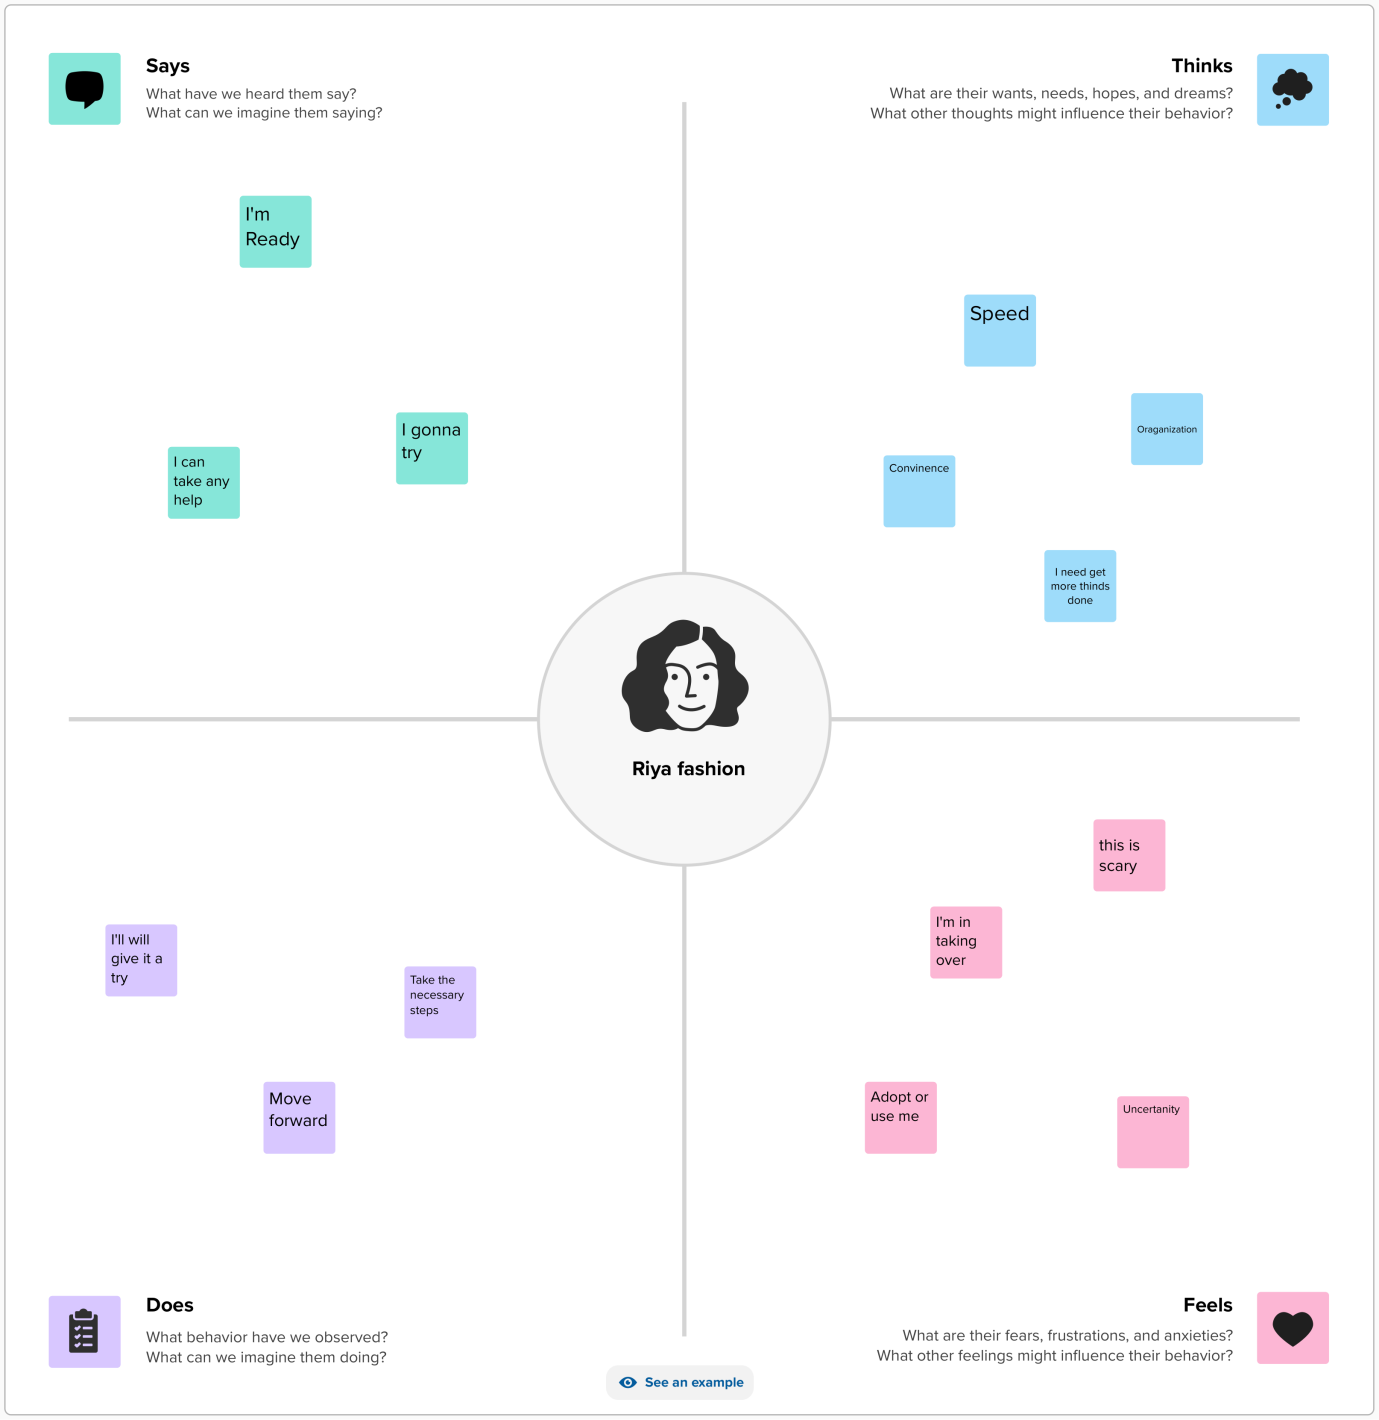 Says
What have we heard them say?
What can we imagine them saying?
Thinks
What are their wants, needs, hopes, and dreams?
What other thoughts might influence their behavior?
I'm
Ready
I gonna
try
I can
take any
help
Speed
Oraganization
Convinence
I need get
more thinds
done
Riya fashion
I'll will
give it a
try
Take the
necessary
steps
Move
forward
this is
scary
I'm in
taking
over
Adopt or
use me
Uncertanity
Does
What behavior have we observed?
What can we imagine them doing?
Feels
What are their fears, frustrations, and anxieties?
What other feelings might influence their behavior?
See an example